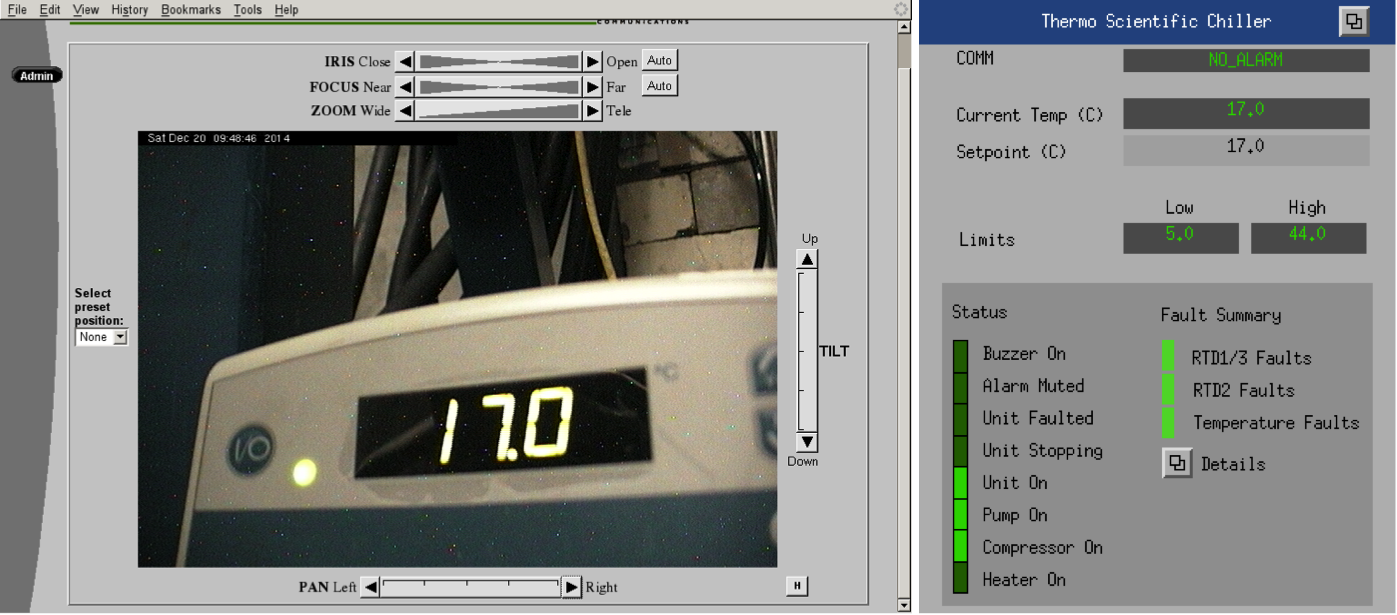 File Edit View History Bookmarks Tools Help
COMMUNICATIONS
Admin
IRIS Close Open Auto
FOCUS Near Far Auto
ZOOM Wide Tele
Sat Dec 20 09:48:46 2014
Select
preset
position:
None
°C
I/O
17.0
Up
TILT
Down
PAN Left Right H
Thermo Scientific Chiller
COMM NO_ALARM
Current Temp (C) 17.0
Setpoint (C) 17.0
Low High
Limits 5.0 44.0
Status
Buzzer On
Alarm Muted
Unit Faulted
Unit Stopping
Unit On
Pump On
Compressor On
Heater On
Fault Summary
RTD1/3 Faults
RTD2 Faults
Temperature Faults
Details